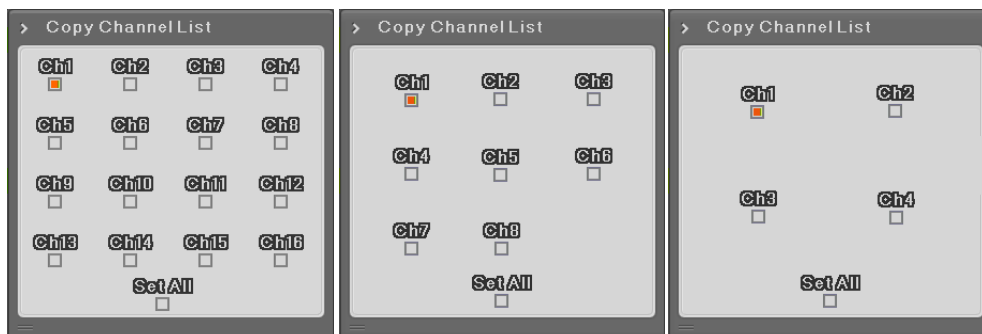 > Copy Channel List
Ch1 Ch2 Ch3 Ch4
Ch5 Ch6 Ch7 Ch8
Ch9 Ch10 Ch11 Ch12
Ch13 Ch14 Ch15 Ch16
Set All
> Copy Channel List
Ch1 Ch2 Ch3
Ch4 Ch5 Ch6
Ch7 Ch8
Set All
> Copy Channel List
Ch1 Ch2
Ch3 Ch4
Set All